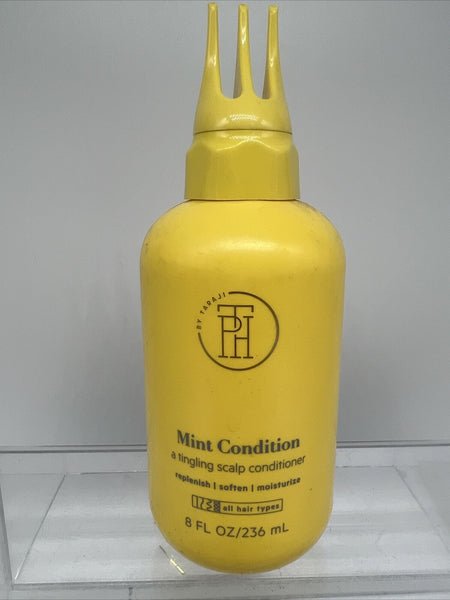 BY TARAJI
TPH
Mint Condition
a tingling scalp conditioner
replenish | soften | moisturize
all hair types
8 FL OZ/236 mL